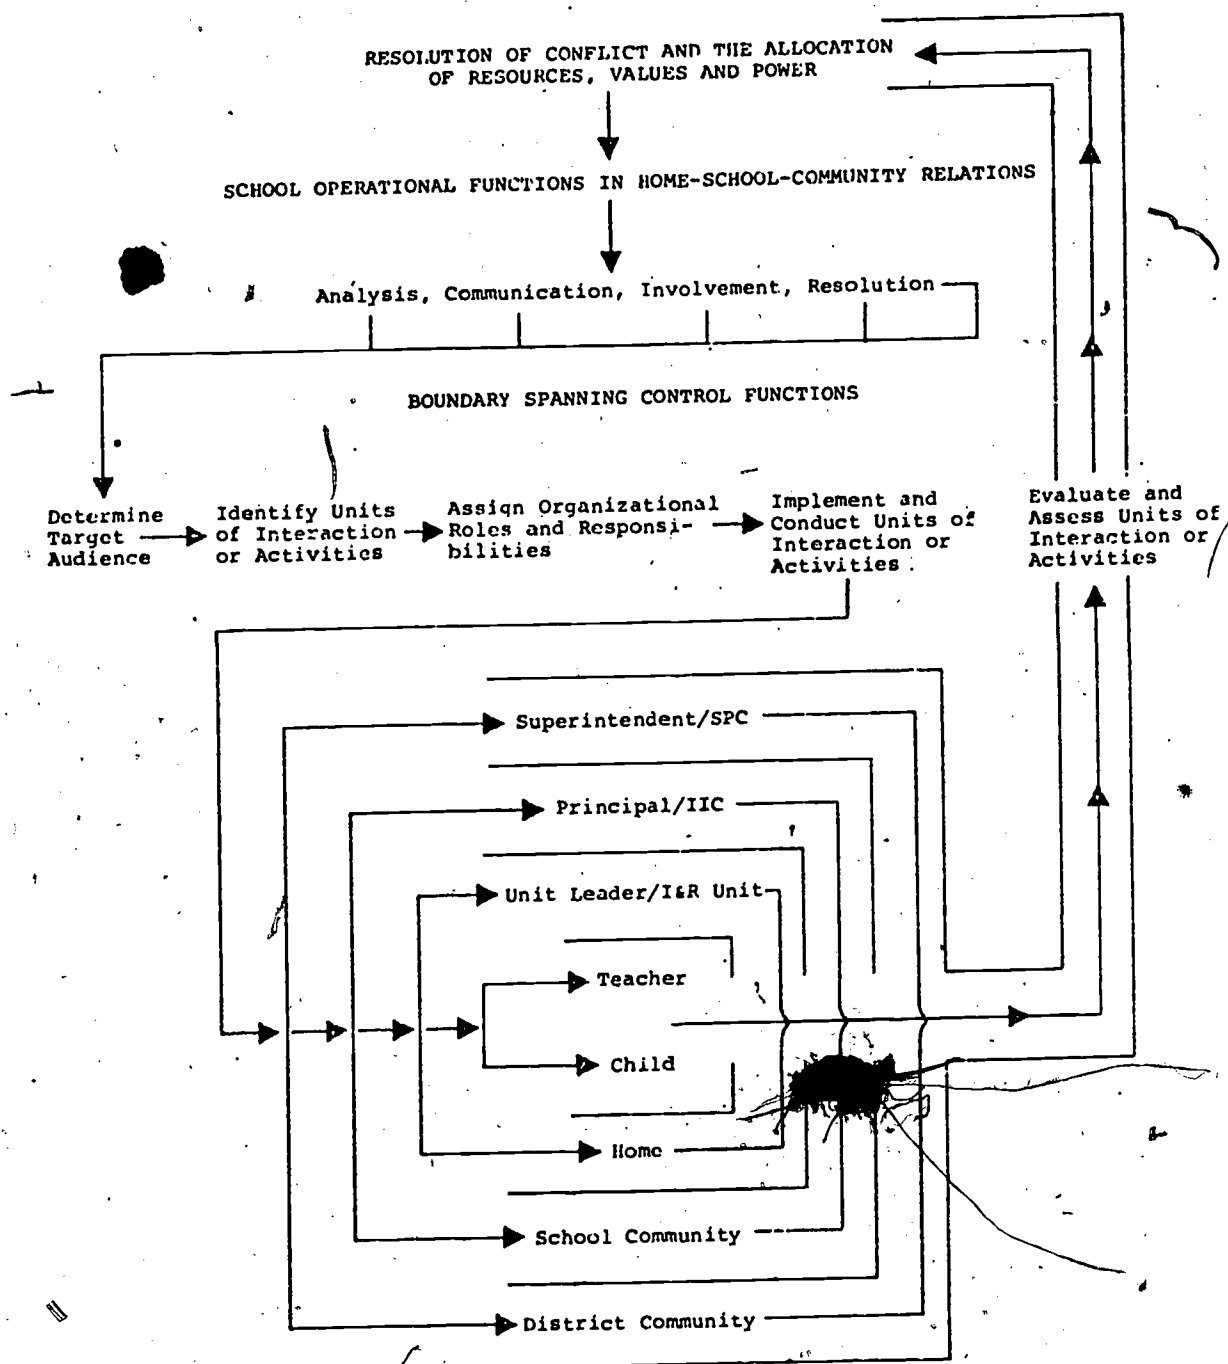 RESOLUTION OF CONFLICT AND THE ALLOCATION
OF RESOURCES, VALUES AND POWER
SCHOOL OPERATIONAL FUNCTIONS IN HOME-SCHOOL-COMMUNITY RELATIONS
Analysis, Communication, Involvement, Resolution
BOUNDARY SPANNING CONTROL FUNCTIONS
Determine
Target
Audience
Identify Units
of Interaction
or Activities
Assign Organizational
Roles and Responsi-
bilities
Implement and
Conduct Units of
Interaction or
Activities
Evaluate and
Assess Units of
Interaction or
Activities
Superintendent/SPC
Principal/IIC
Unit Leader/I&R Unit
Teacher
Child
Home
School Community
District Community